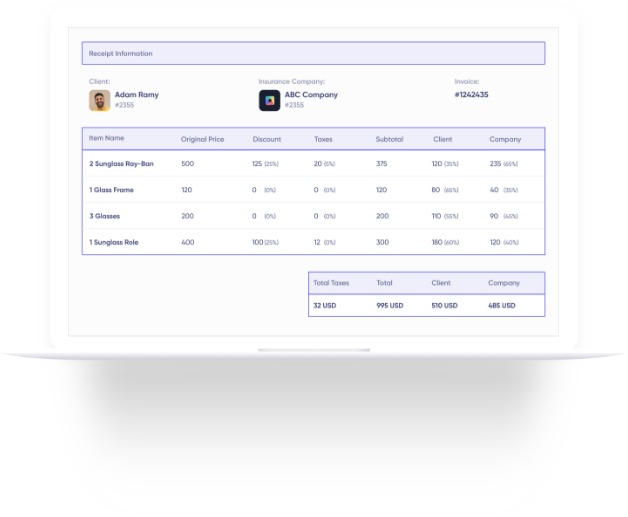 Receipt Information
Client: Insurance Company: Invoice:
Adam Ramy ABC Company #1242435
#2355 #2355
Item Name Original Price Discount Taxes Subtotal Client Company
2 Sunglass Ray-Ban 500 125 (25%) 20 (5%) 375 120 (35%) 235 (65%)
1 Glass Frame 120 0 (0%) 0 (0%) 120 80 (65%) 40 (35%)
3 Glasses 200 0 (0%) 0 (0%) 200 110 (55%) 90 (45%)
1 Sunglass Role 400 100 (25%) 12 (0%) 300 180 (60%) 120 (40%)
Total Taxes Total Client Company
32 USD 995 USD 510 USD 485 USD